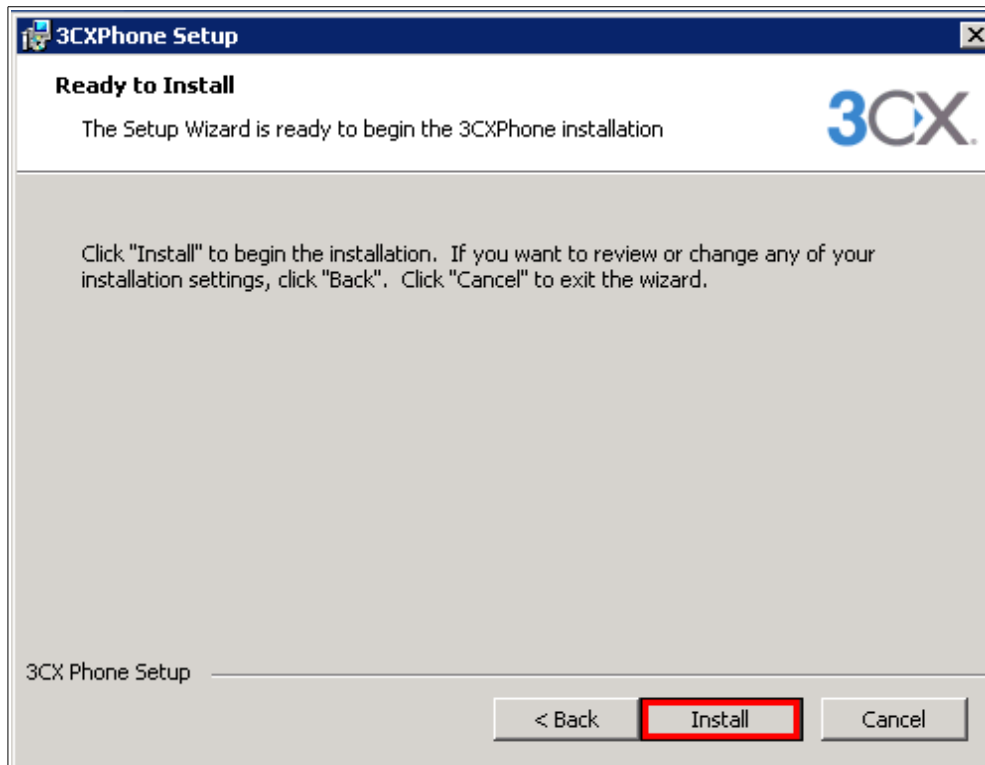 3CXPhone Setup
Ready to Install
The Setup Wizard is ready to begin the 3CXPhone installation
3CX.
Click "Install" to begin the installation.  If you want to review or change any of your
installation settings, click "Back".  Click "Cancel" to exit the wizard.
3CX Phone Setup
< Back
Install
Cancel